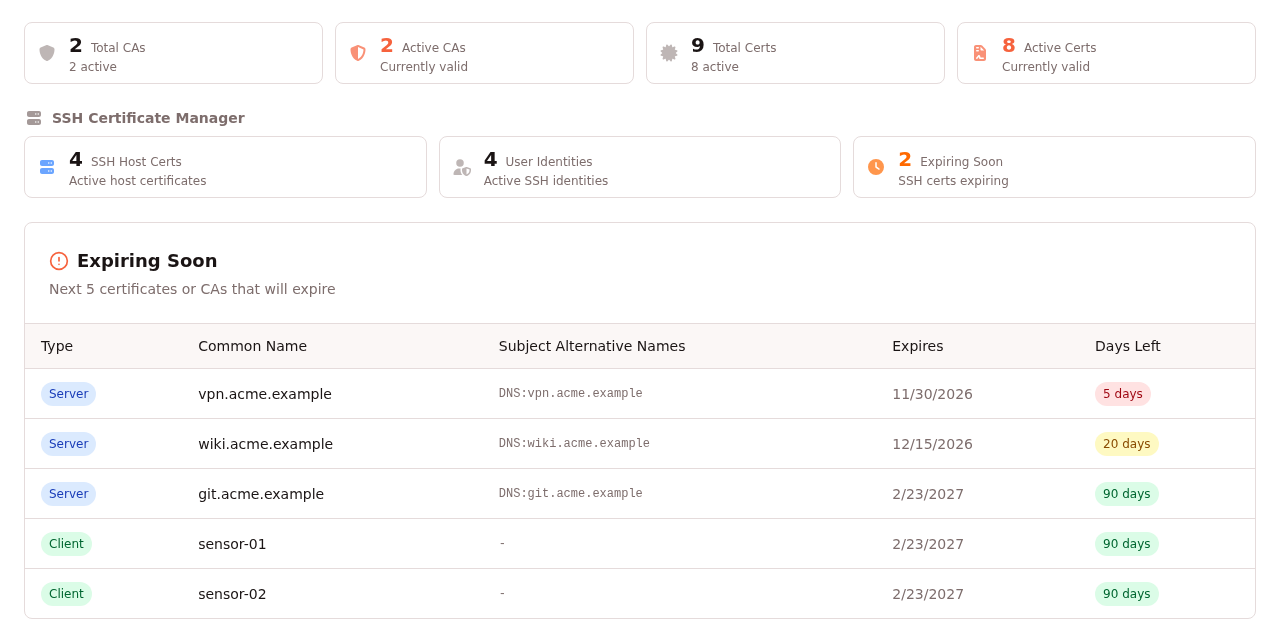 2 Total CAs
2 active
2 Active CAs
Currently valid
9 Total Certs
8 active
8 Active Certs
Currently valid
SSH Certificate Manager
4 SSH Host Certs
Active host certificates
4 User Identities
Active SSH identities
2 Expiring Soon
SSH certs expiring
Expiring Soon
Next 5 certificates or CAs that will expire
Type Common Name Subject Alternative Names Expires Days Left
Server vpn.acme.example DNS:vpn.acme.example 11/30/2026 5 days
Server wiki.acme.example DNS:wiki.acme.example 12/15/2026 20 days
Server git.acme.example DNS:git.acme.example 2/23/2027 90 days
Client sensor-01 - 2/23/2027 90 days
Client sensor-02 - 2/23/2027 90 days